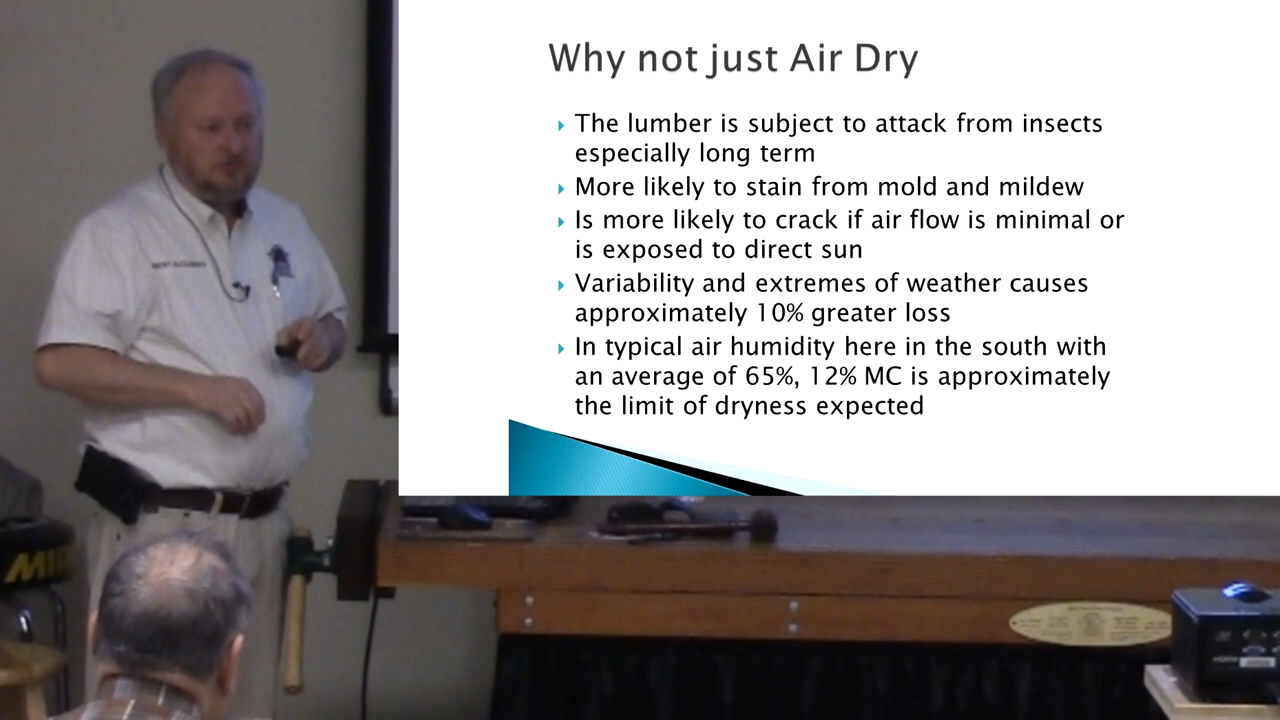 Why not just Air Dry
The lumber is subject to attack from insects
especially long term
More likely to stain from mold and mildew
Is more likely to crack if air flow is minimal or
is exposed to direct sun
Variability and extremes of weather causes
approximately 10% greater loss
In typical air humidity here in the south with
an average of 65%, 12% MC is approximately
the limit of dryness expected